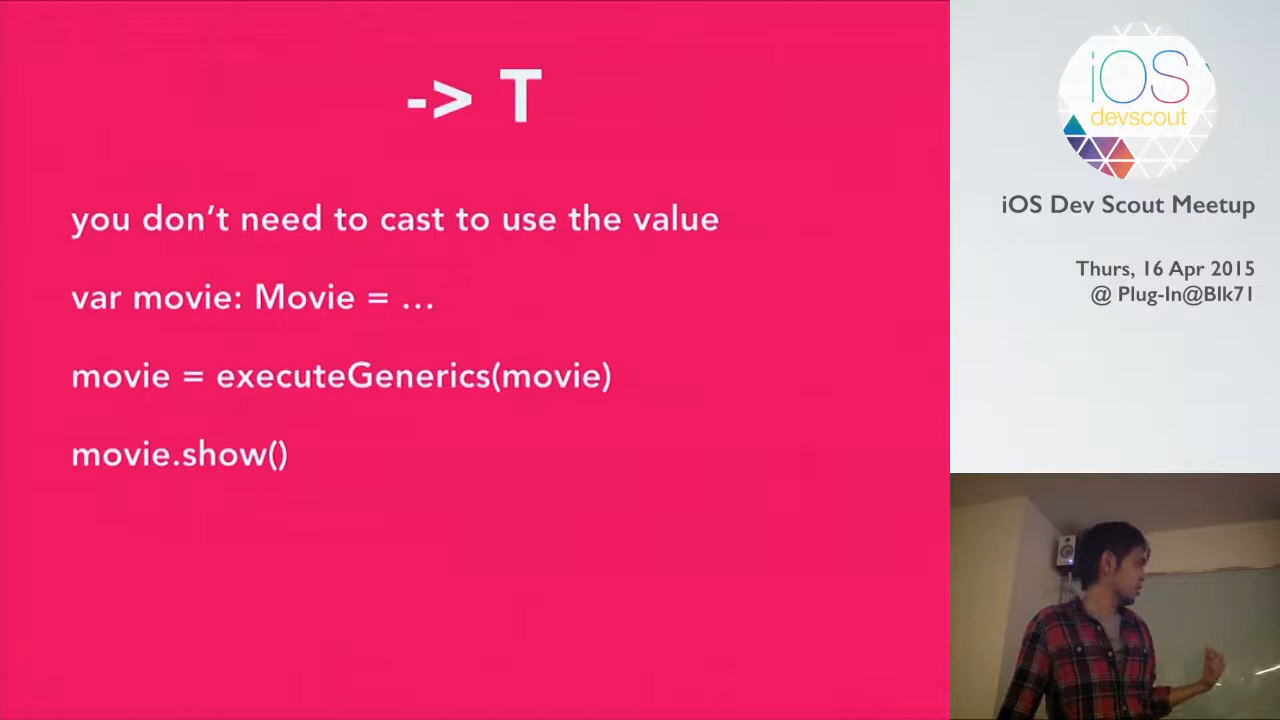 -> T
you don’t need to cast to use the value
var movie: Movie = …
movie = executeGenerics(movie)
movie.show()
iOS
devscout
iOS Dev Scout Meetup
Thurs, 16 Apr 2015
@ Plug-In@Blk71